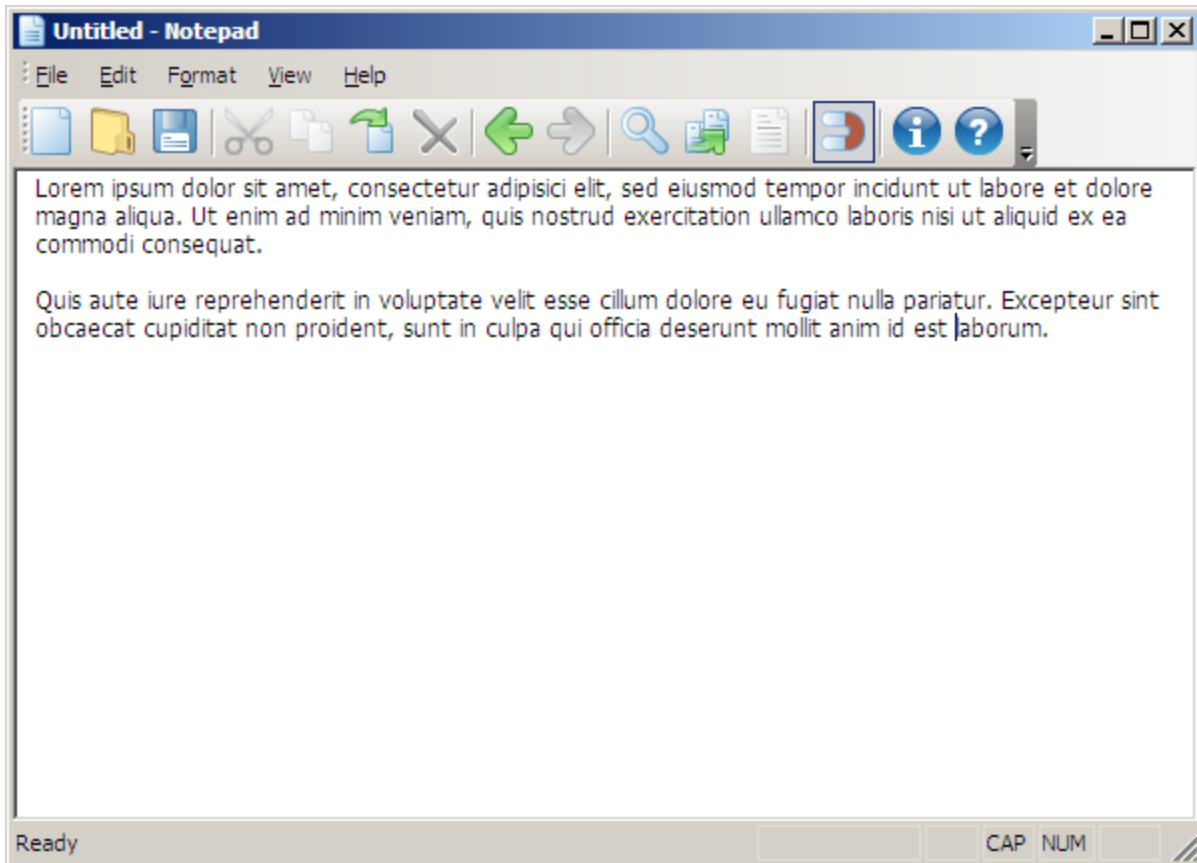 Untitled - Notepad
File Edit Format View Help
Lorem ipsum dolor sit amet, consectetur adipisici elit, sed eiusmod tempor incidunt ut labore et dolore
magna aliqua. Ut enim ad minim veniam, quis nostrud exercitation ullamco laboris nisi ut aliquid ex ea
commodi consequat.
Quis aute iure reprehenderit in voluptate velit esse cillum dolore eu fugiat nulla pariatur. Excepteur sint
obcaecat cupiditat non proident, sunt in culpa qui officia deserunt mollit anim id est laborum.
Ready CAP NUM